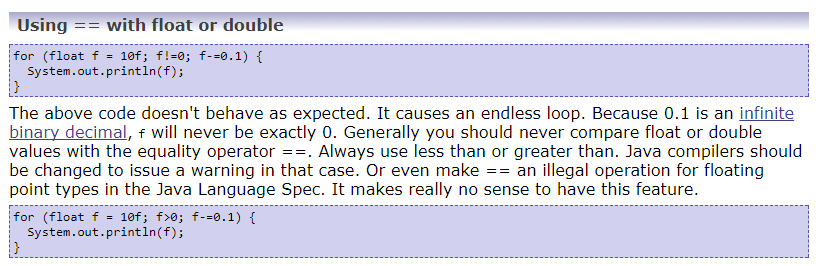 Using == with float or double
for (float f = 10f; f!=0; f-=0.1) {
  System.out.println(f);
}
The above code doesn't behave as expected. It causes an endless loop. Because 0.1 is an infinite
binary decimal, f will never be exactly 0. Generally you should never compare float or double
values with the equality operator ==. Always use less than or greater than. Java compilers should
be changed to issue a warning in that case. Or even make == an illegal operation for floating
point types in the Java Language Spec. It makes really no sense to have this feature.
for (float f = 10f; f>0; f-=0.1) {
  System.out.println(f);
}